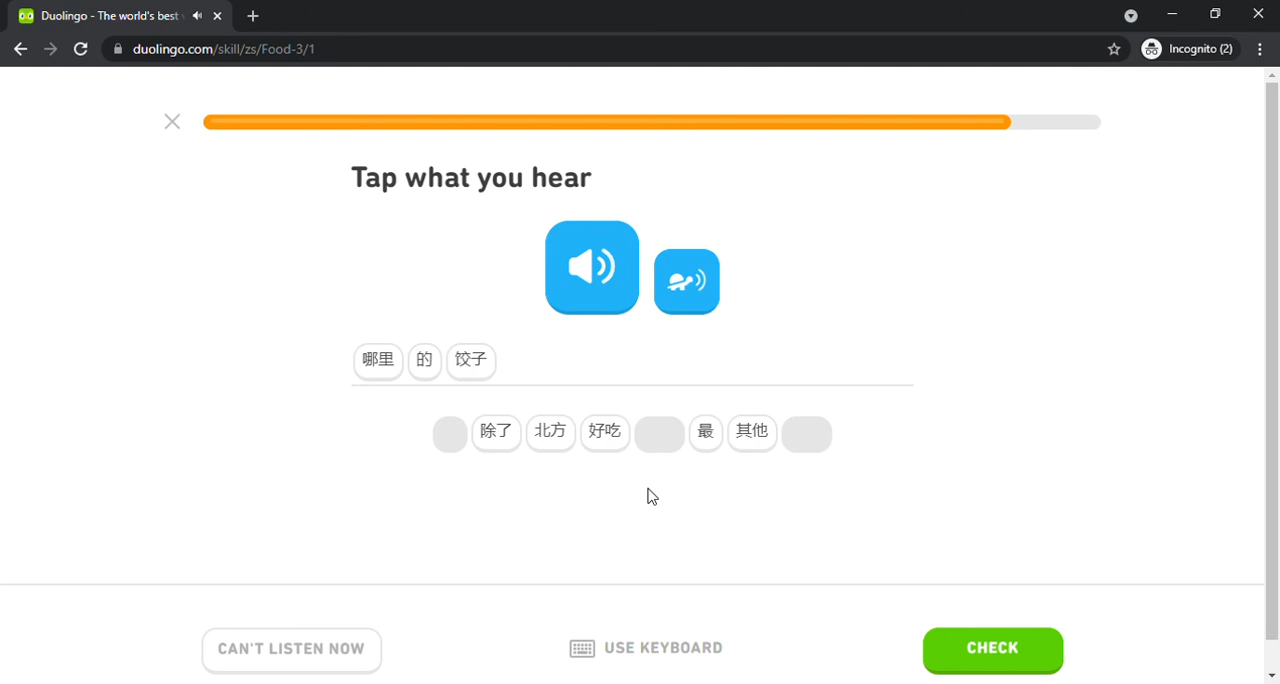 Duolingo - The world's best
duolingo.com/skill/zs/Food-3/1
Incognito (2)
Tap what you hear
哪里 的 饺子
除了 北方 好吃 最 其他
CAN'T LISTEN NOW
USE KEYBOARD
CHECK